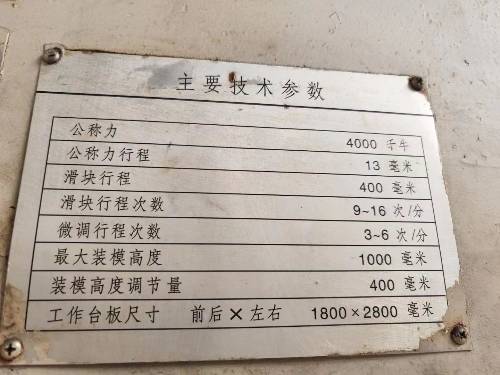 主要技术参数
公称力 4000 千牛
公称力行程 13 毫米
滑块行程 400 毫米
滑块行程次数 9~16 次/分
微调行程次数 3~6 次/分
最大装模高度 1000 毫米
装模高度调节量 400 毫米
工作台板尺寸 前后×左右 1800×2800 毫米